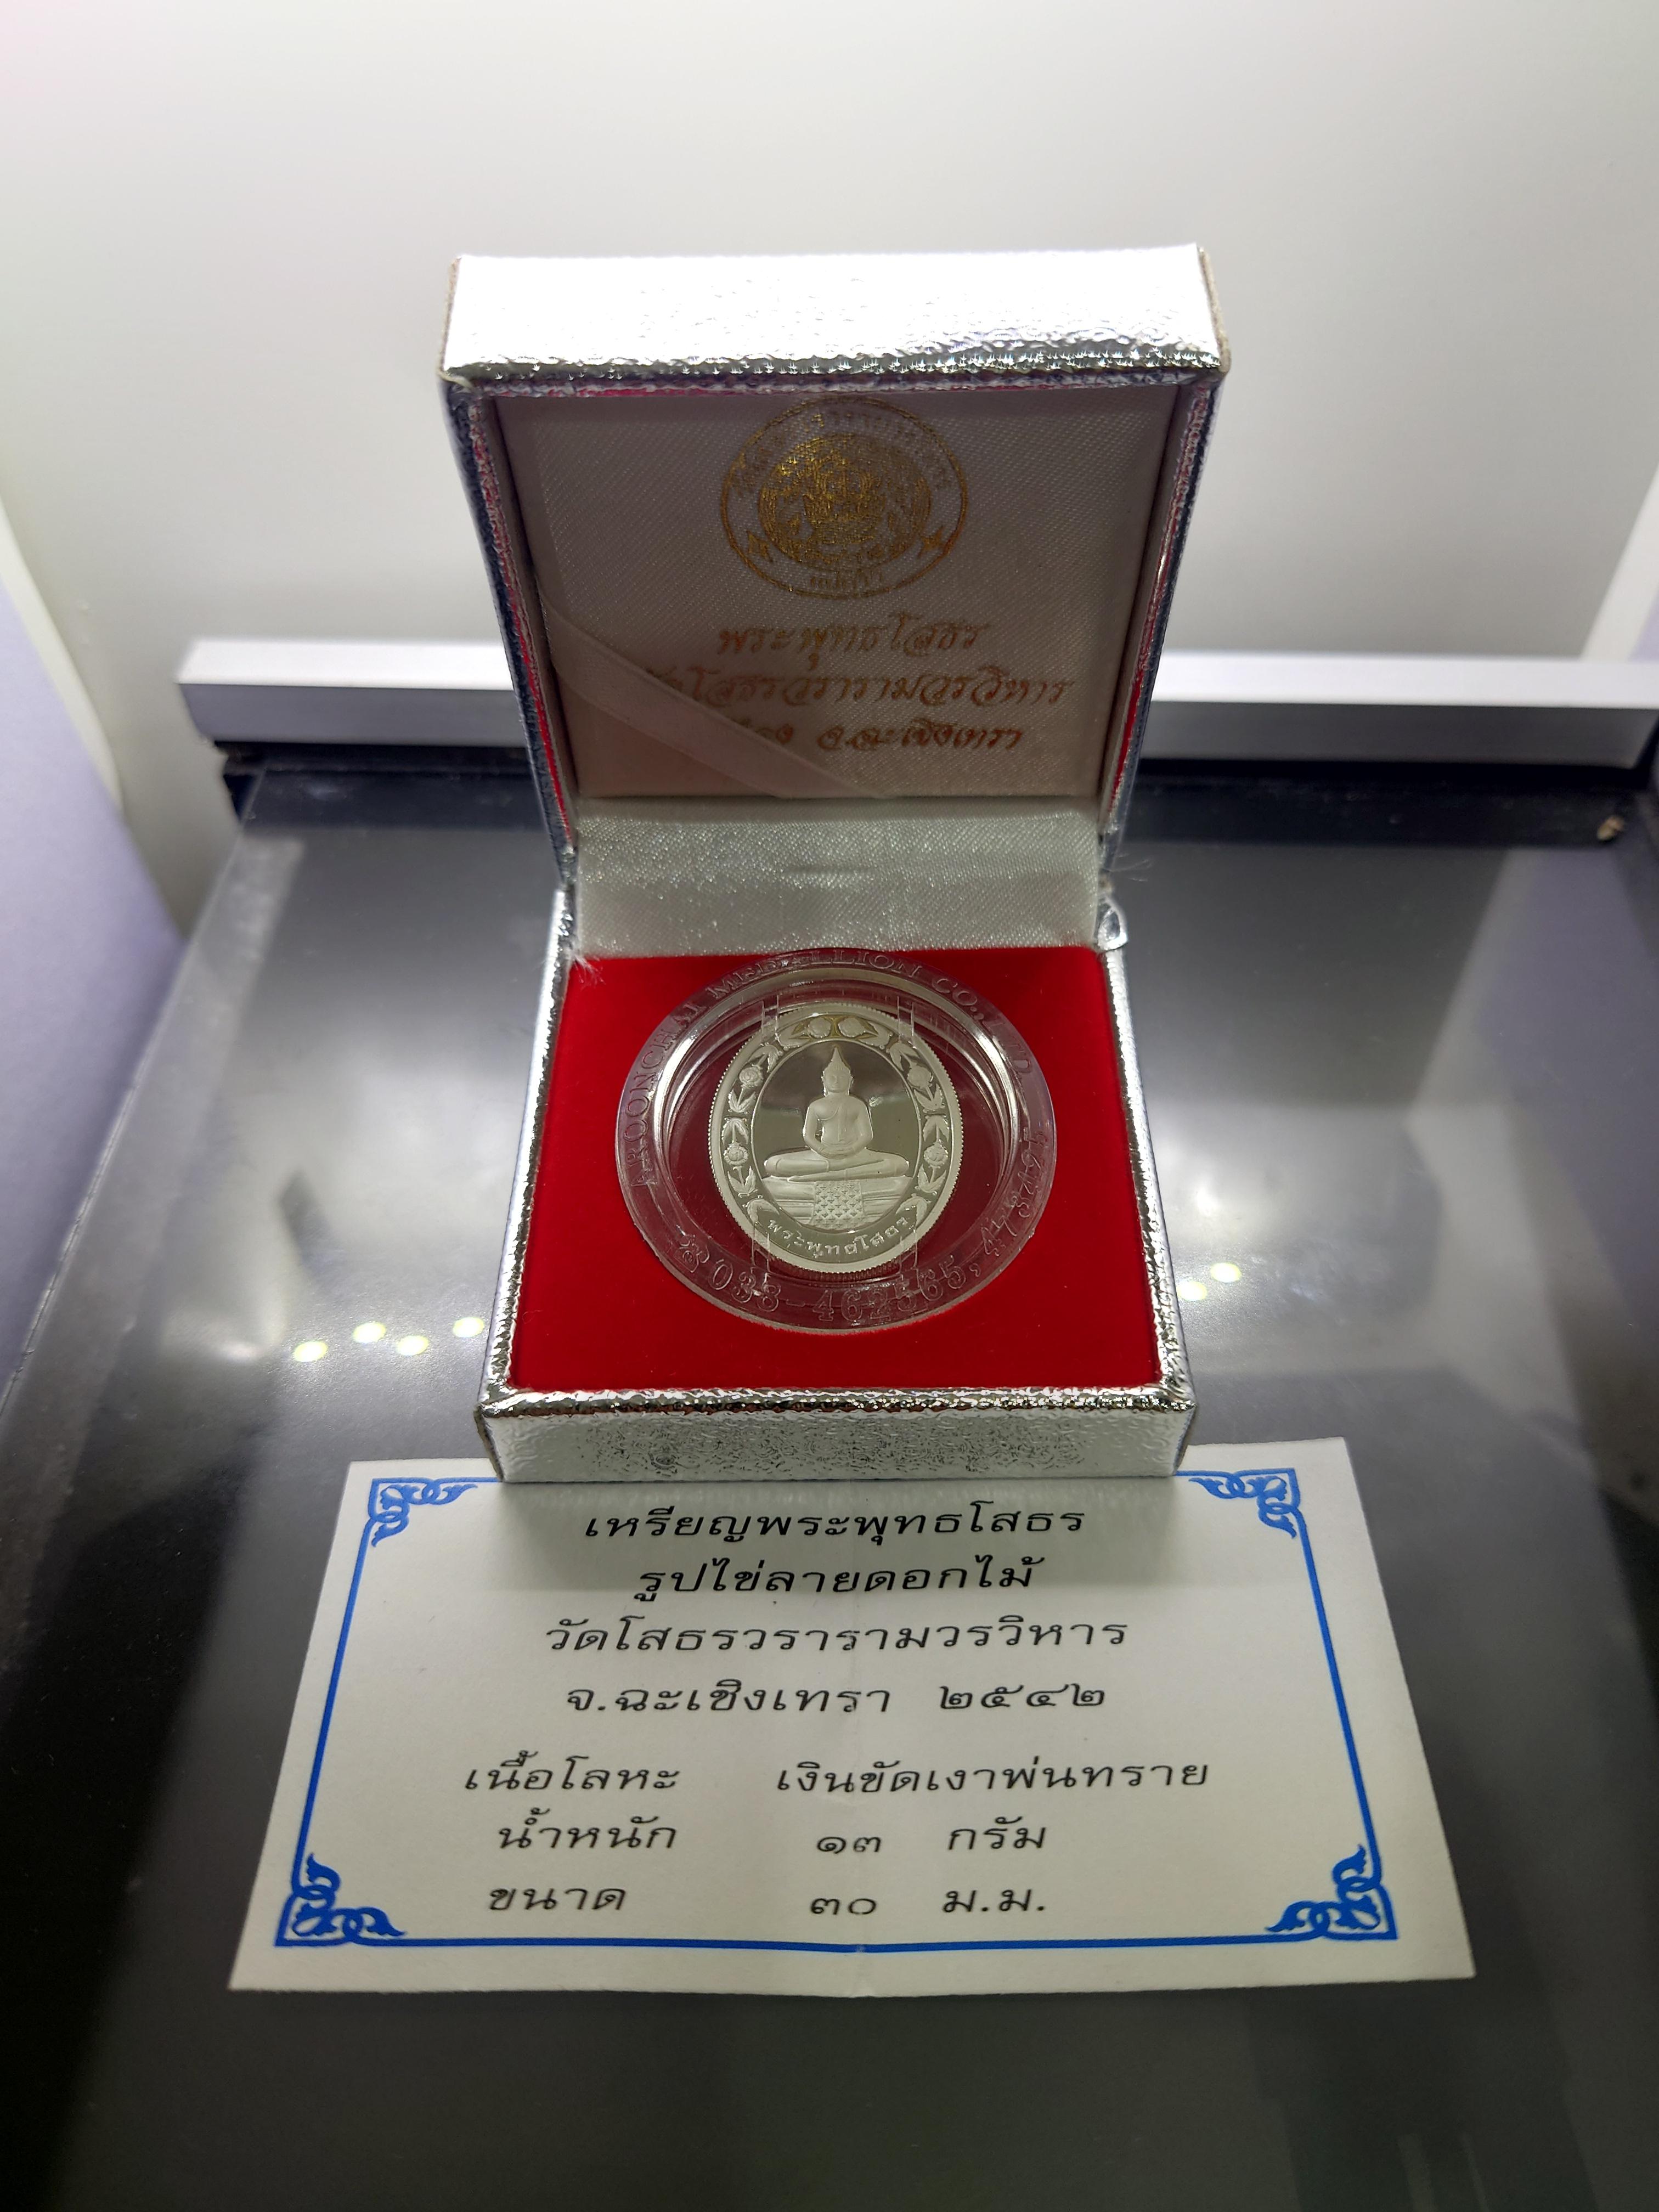 พระพุทธโสธร
โสธรวรารามวรวิหาร
จ.ฉะเชิงเทรา
AROONCHAI MEDALLION CO.,
พระพุทธโสธร
038-462565,
เหรียญพระพุทธโสธร
รูปไข่ลายดอกไม้
วัดโสธรวรารามวรวิหาร
จ.ฉะเชิงเทรา ๒๕๔๒
เนื้อโลหะ เงินขัดเงาพ่นทราย
น้ำหนัก ๑๓ กรัม
ขนาด ๓๐ ม.ม.